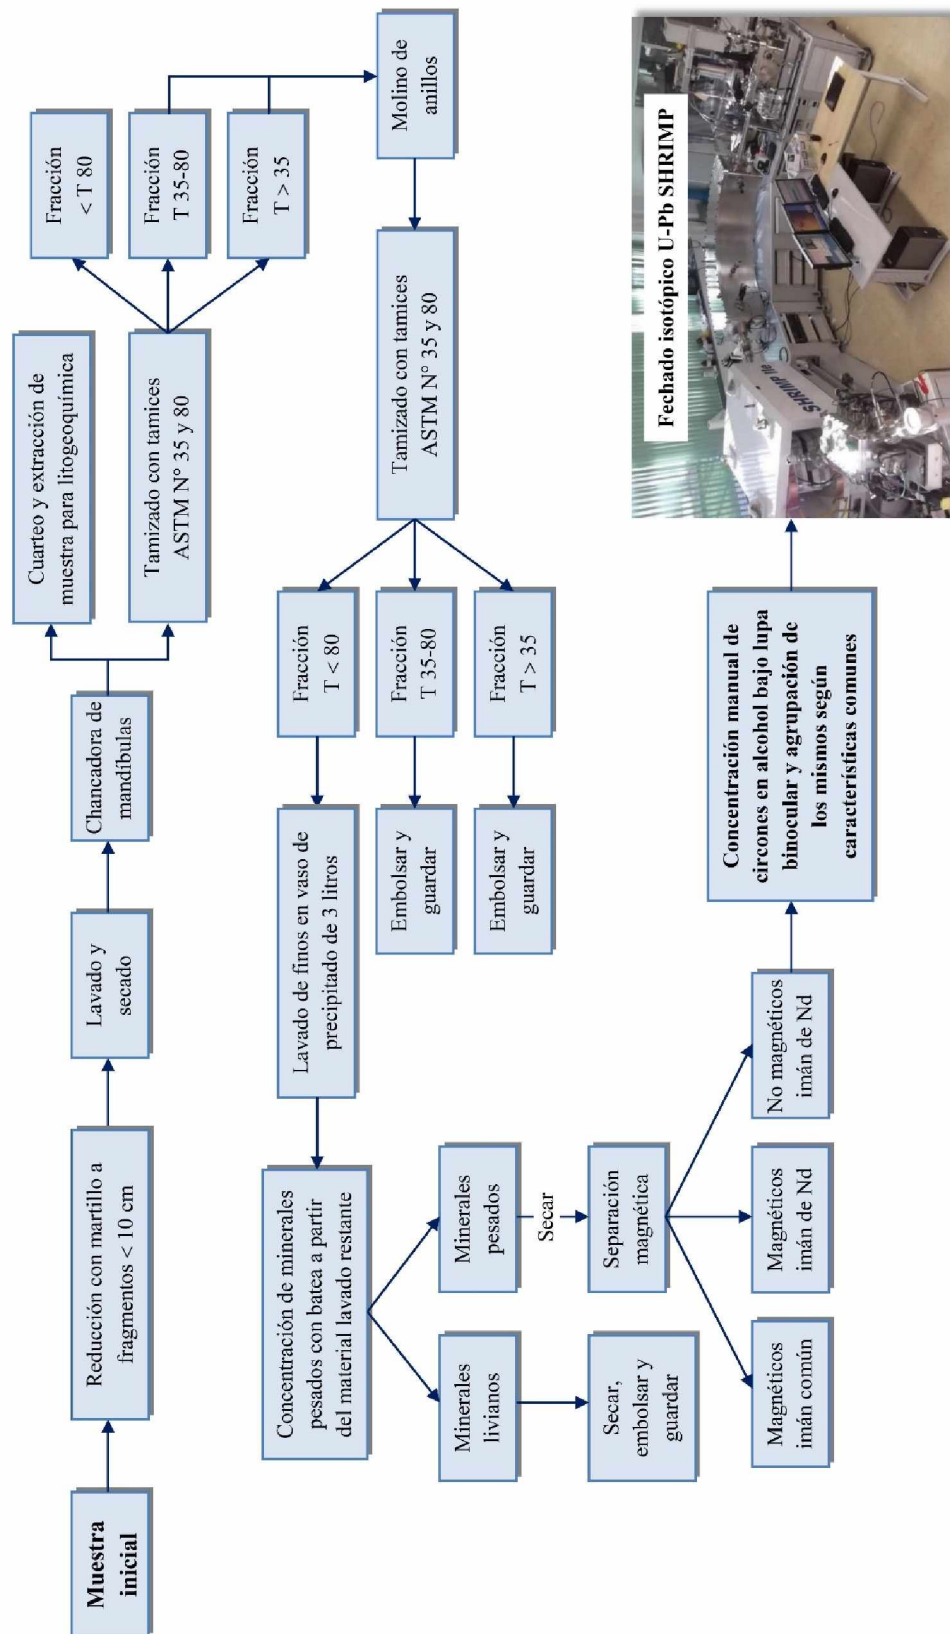 Muestra
inicial
Reducción con martillo a
fragmentos < 10 cm
Lavado y
secado
Chancadora de
mandíbulas
Cuarteo y extracción de
muestra para litogeoquímica
Tamizado con tamices
ASTM N° 35 y 80
Fracción
< T 80
Fracción
T 35-80
Fracción
T > 35
Molino de
anillos
Tamizado con tamices
ASTM N° 35 y 80
Fracción
T < 80
Fracción
T 35-80
Fracción
T > 35
Lavado de finos en vaso de
precipitado de 3 litros
Embolsar y
guardar
Embolsar y
guardar
Concentración de minerales
pesados con batea a partir
del material lavado restante
Minerales
livianos
Minerales
pesados
Secar
Secar,
embolsar y
guardar
Separación
magnética
Magnéticos
imán común
Magnéticos
imán de Nd
No magnéticos
imán de Nd
Concentración manual de
circones en alcohol bajo lupa
binocular y agrupación de
los mismos según
características comunes
Fechado isotópico U-Pb SHRIMP
SHRIMP IIe